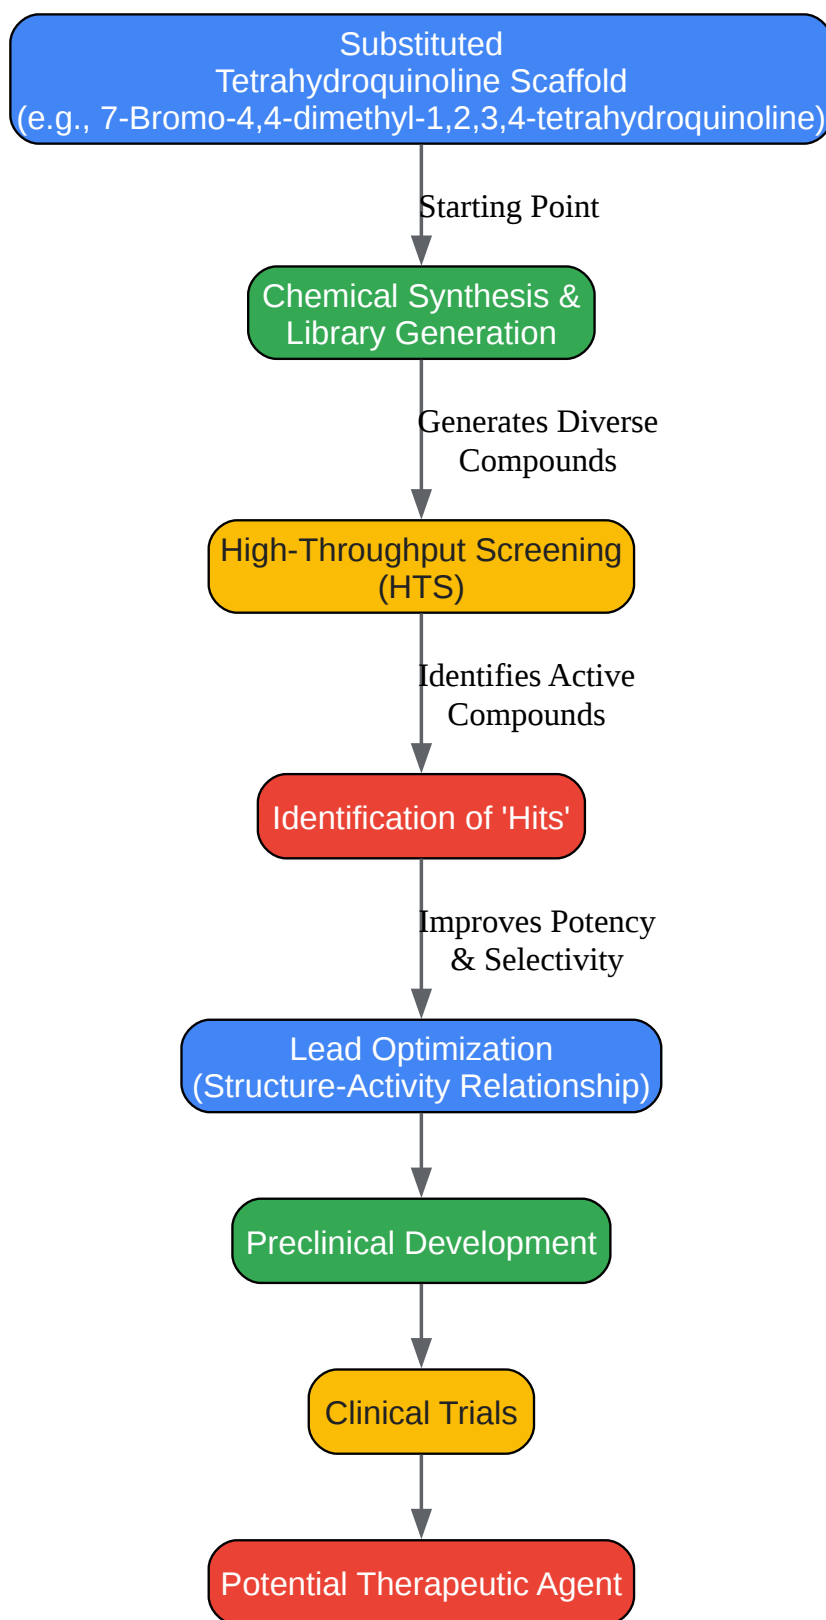 Substituted
Tetrahydroquinoline Scaffold
(e.g., 7-Bromo-4,4-dimethyl-1,2,3,4-tetrahydroquinoline)
Starting Point
Chemical Synthesis &
Library Generation
Generates Diverse
Compounds
High-Throughput Screening
(HTS)
Identifies Active
Compounds
Identification of 'Hits'
Improves Potency
& Selectivity
Lead Optimization
(Structure-Activity Relationship)
Preclinical Development
Clinical Trials
Potential Therapeutic Agent